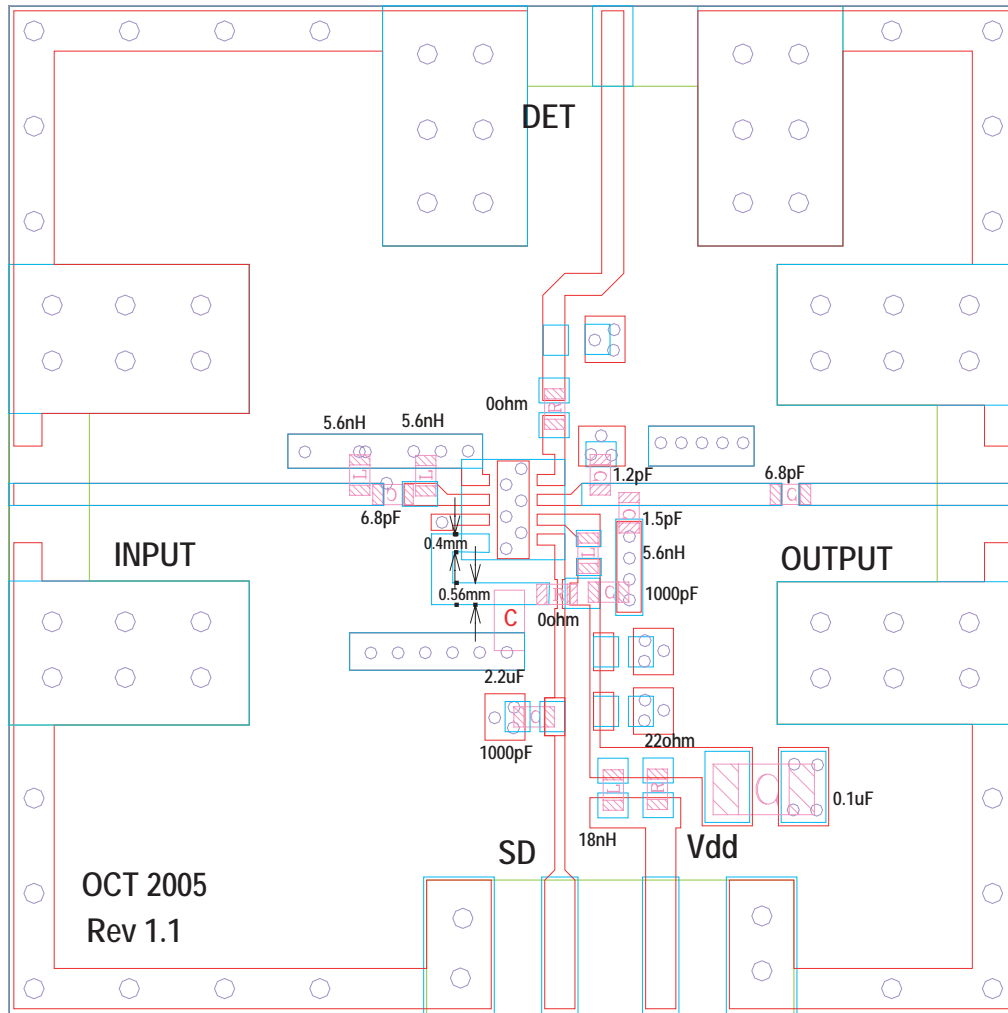 DET
0ohm
R
5.6nH
5.6nH
L
L
C
C
1.2pF
6.8pF
C
6.8pF
C
1.5pF
INPUT
0.4mm
L
5.6nH
OUTPUT
0.56mm
R
C
1000pF
C
0ohm
2.2uF
C
1000pF
22ohm
L
R
C
0.1uF
18nH
SD
Vdd
OCT 2005
Rev 1.1